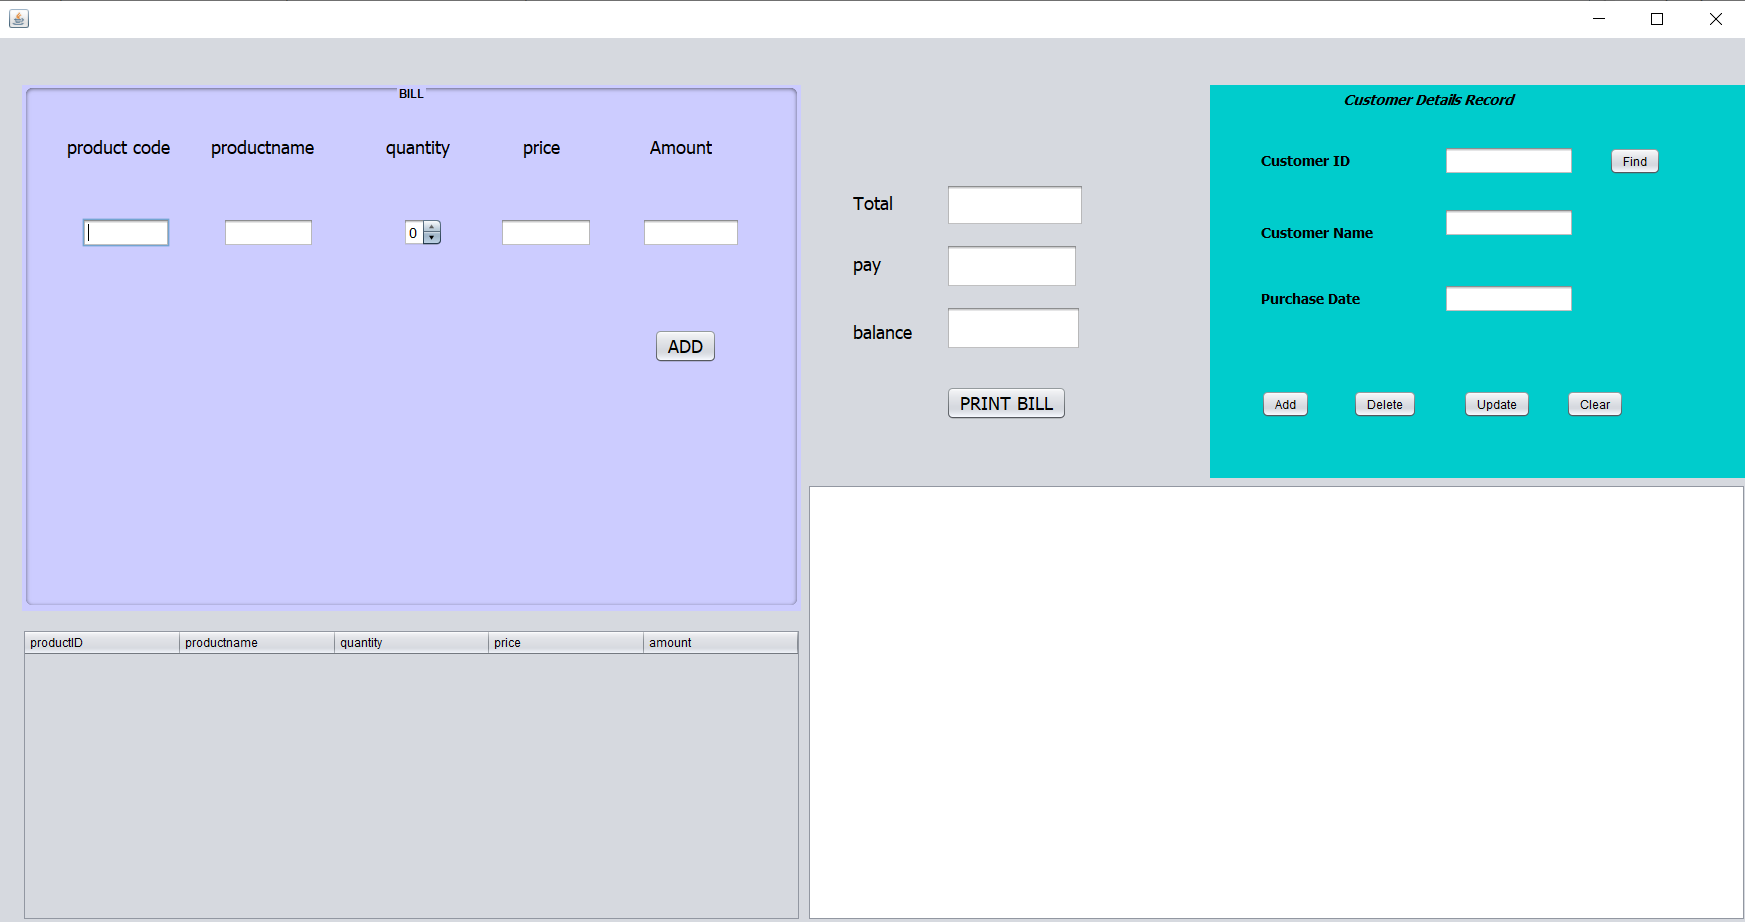 BILL
product code productname quantity price Amount
0
ADD
Total
pay
balance
PRINT BILL
Customer Details Record
Customer ID Find
Customer Name
Purchase Date
Add Delete Update Clear
productID productname quantity price amount